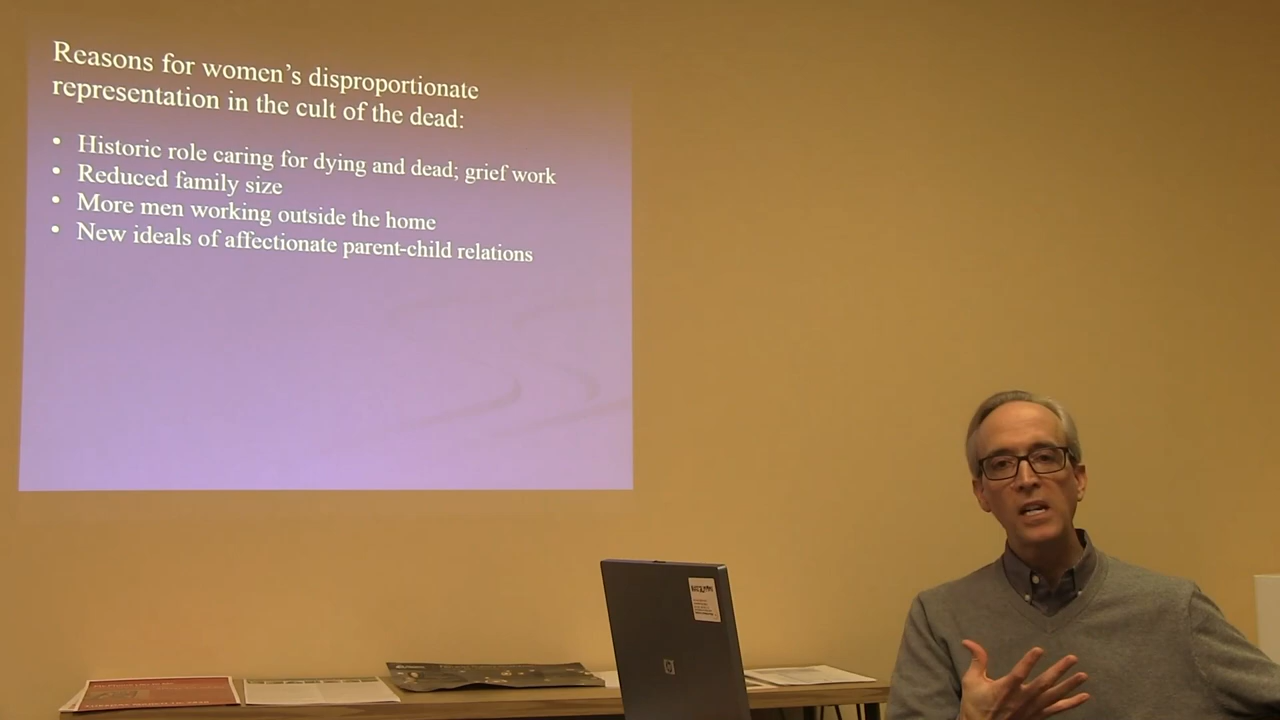 Reasons for women's disproportionate
representation in the cult of the dead:
• Historic role caring for dying and dead; grief work
• Reduced family size
• More men working outside the home
• New ideals of affectionate parent-child relations
hp